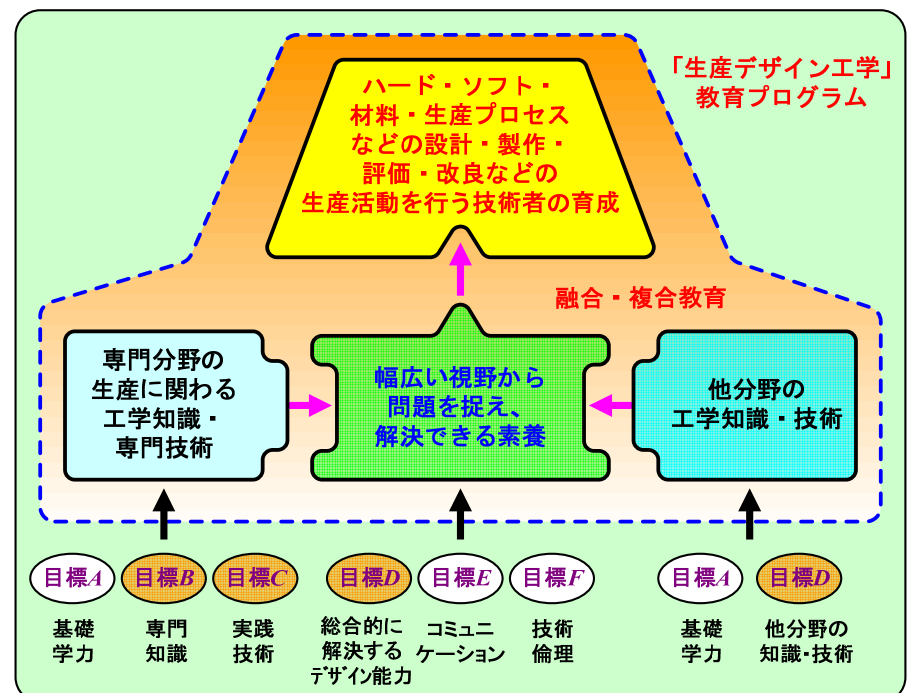 「生産デザイン工学」
教育プログラム
ハード・ソフト・
材料・生産プロセス
などの設計・製作・
評価・改良などの
生産活動を行う技術者の育成
融合・複合教育
専門分野の
生産に関わる
工学知識・
専門技術
幅広い視野から
問題を捉え、
解決できる素養
他分野の
工学知識・技術
目標A
基礎
学力
目標B
専門
知識
目標C
実践
技術
目標D
総合的に
解決する
デザイン能力
目標E
コミュニ
ケーション
目標F
技術
倫理
目標A
基礎
学力
目標D
他分野の
知識・技術